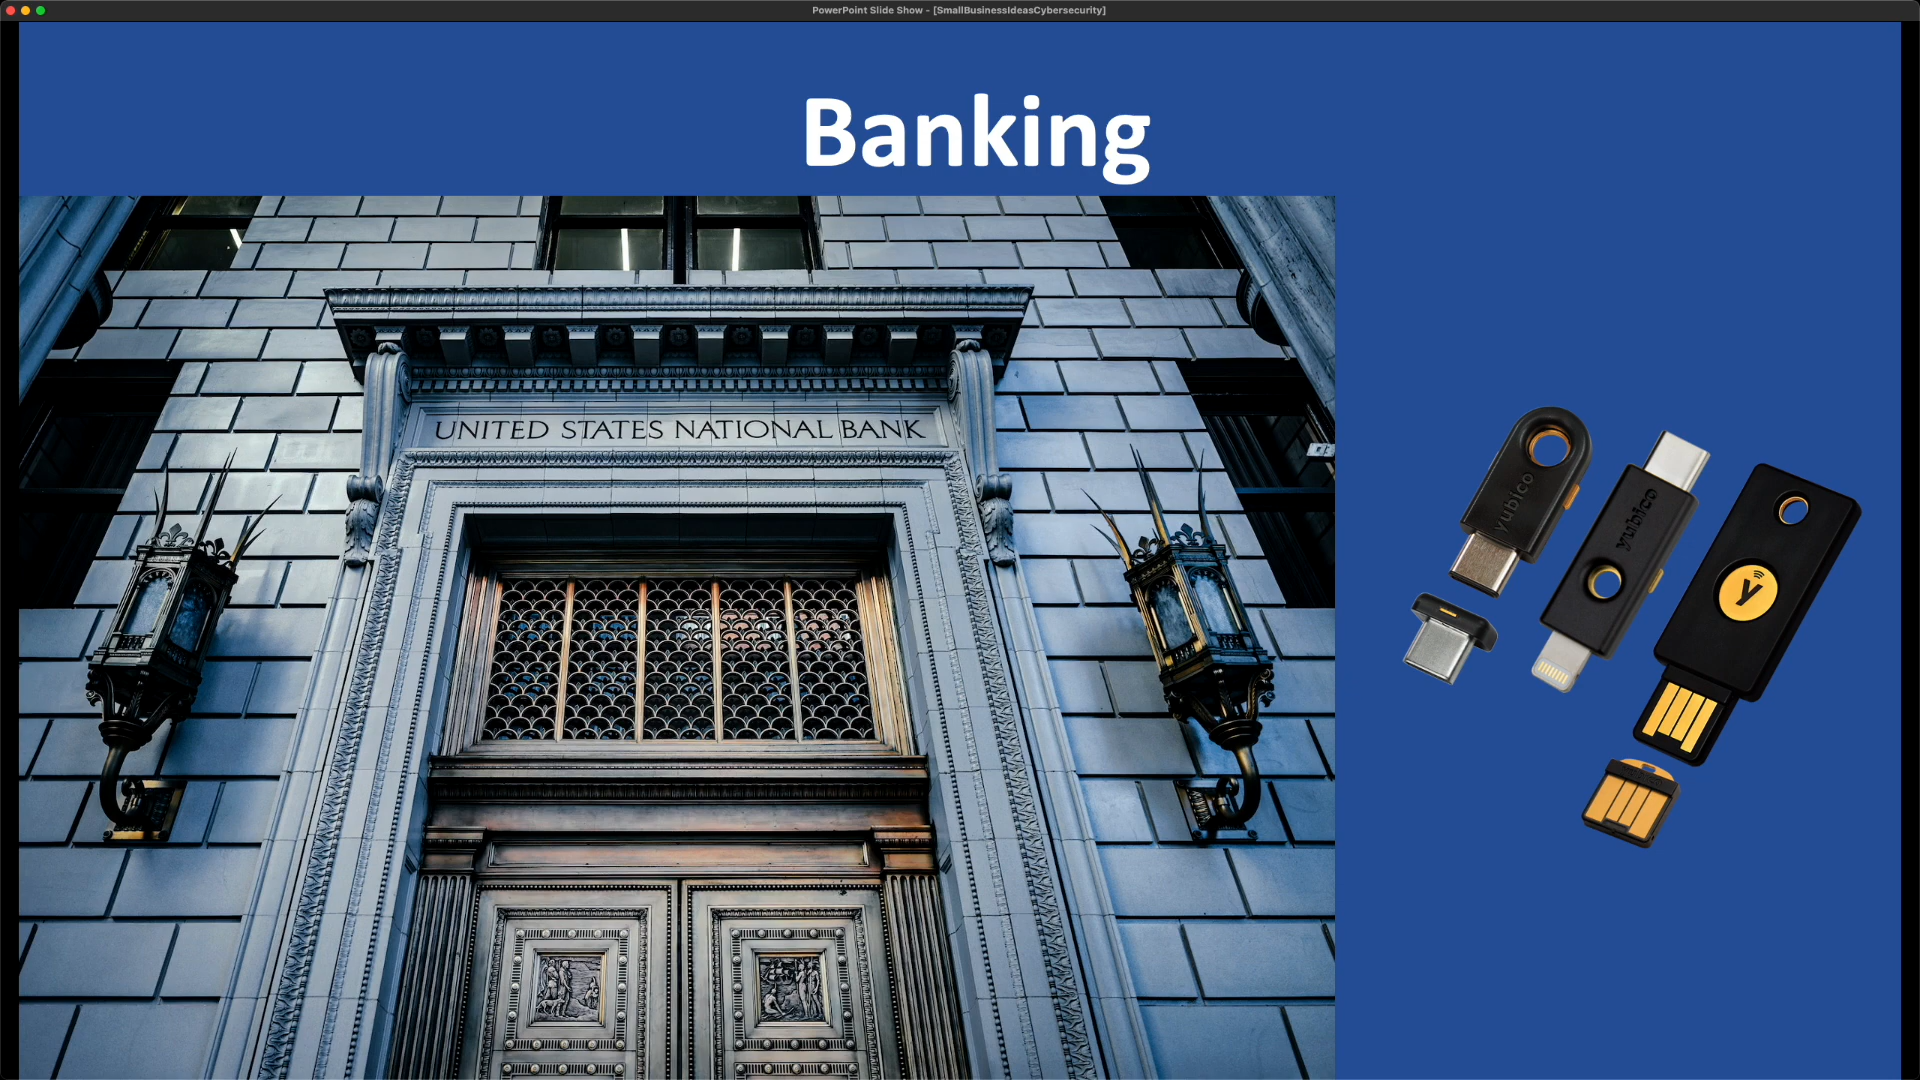 PowerPoint Slide Show - [SmallBusinessIdeasCybersecurity]
Banking
UNITED STATES NATIONAL BANK
yubico
yubico
y